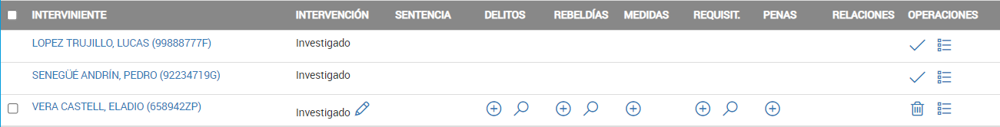 INTERVINIENTE INTERVENCIÓN SENTENCIA DELITOS REBELDÍAS MEDIDAS REQUISIT. PENAS RELACIONES OPERACIONES
LOPEZ TRUJILLO, LUCAS (99888777F) Investigado
SENEGÜÉ ANDRÍN, PEDRO (92234719G) Investigado
VERA CASTELL, ELADIO (658942ZP) Investigado